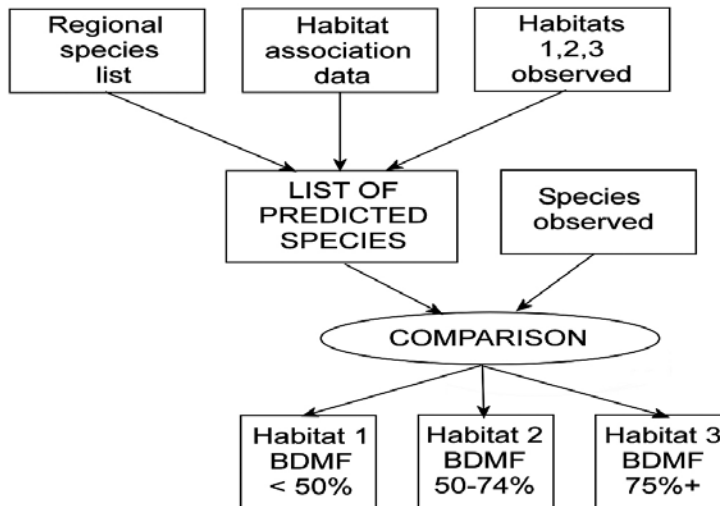 Regional
species
list
Habitat
association
data
Habitats
1,2,3
observed
LIST OF
PREDICTED
SPECIES
Species
observed
COMPARISON
Habitat 1
BDMF
< 50%
Habitat 2
BDMF
50-74%
Habitat 3
BDMF
75%+